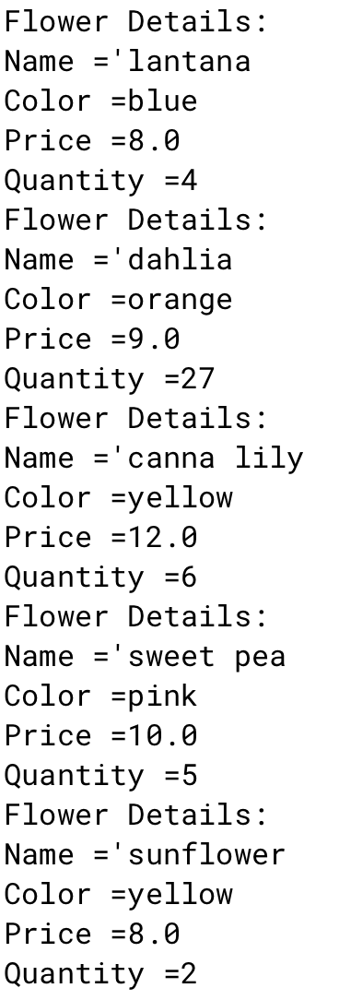 Flower Details:
Name ='lantana
Color =blue
Price =8.0
Quantity =4
Flower Details:
Name ='dahlia
Color =orange
Price =9.0
Quantity =27
Flower Details:
Name ='canna lily
Color =yellow
Price =12.0
Quantity =6
Flower Details:
Name ='sweet pea
Color =pink
Price =10.0
Quantity =5
Flower Details:
Name ='sunflower
Color =yellow
Price =8.0
Quantity =2